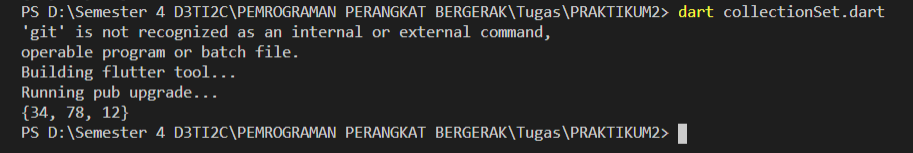 PS D:\Semester 4 D3TI2C\PEMROGRAMAN PERANGKAT BERGERAK\Tugas\PRAKTIKUM2> dart collectionSet.dart
'git' is not recognized as an internal or external command,
operable program or batch file.
Building flutter tool...
Running pub upgrade...
{34, 78, 12}
PS D:\Semester 4 D3TI2C\PEMROGRAMAN PERANGKAT BERGERAK\Tugas\PRAKTIKUM2>